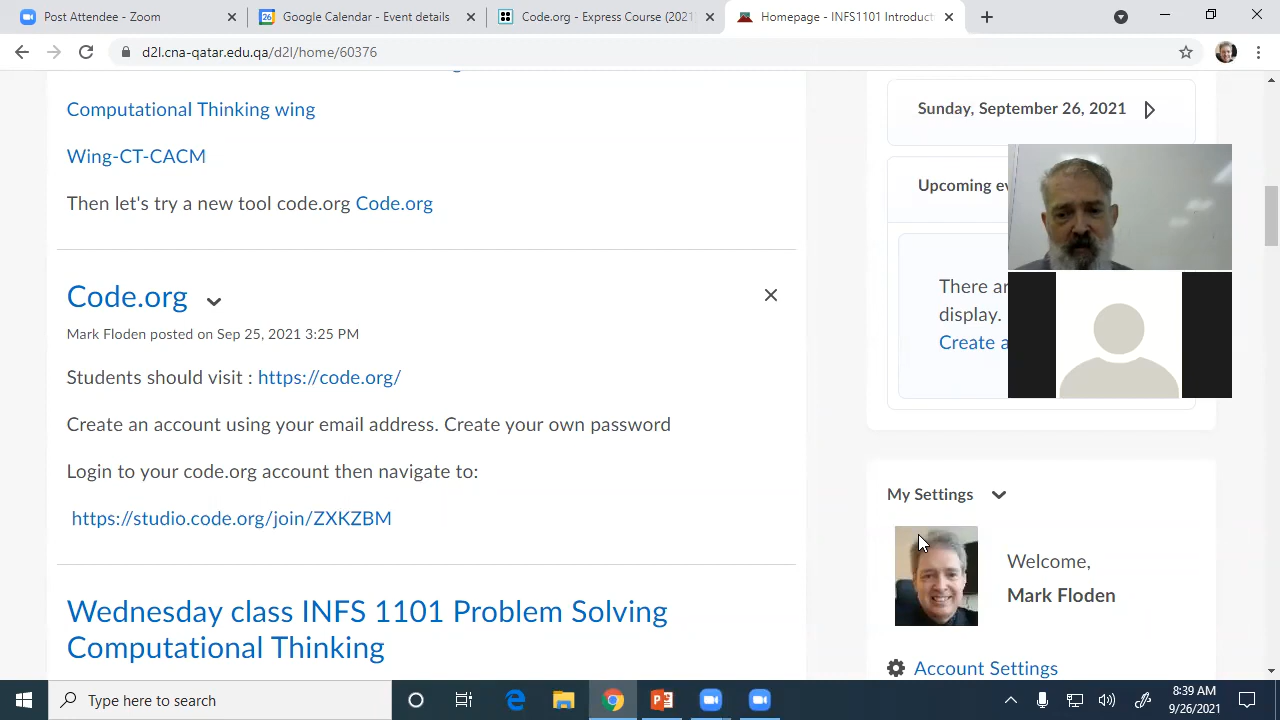 Post Attendee - Zoom
Google Calendar - Event details
Code.org - Express Course (2021
Homepage - INFS1101 Introduct
d2l.cna-qatar.edu.qa/d2l/home/60376
Computational Thinking wing
Wing-CT-CACM
Then let's try a new tool code.org Code.org
Code.org
Mark Floden posted on Sep 25, 2021 3:25 PM
Students should visit : https://code.org/
Create an account using your email address. Create your own password
Login to your code.org account then navigate to:
https://studio.code.org/join/ZXKZBM
Wednesday class INFS 1101 Problem Solving
Computational Thinking
Sunday, September 26, 2021
Upcoming ev
There ar
display.
Create a
My Settings
Welcome,
Mark Floden
Account Settings
Type here to search
8:39 AM
9/26/2021